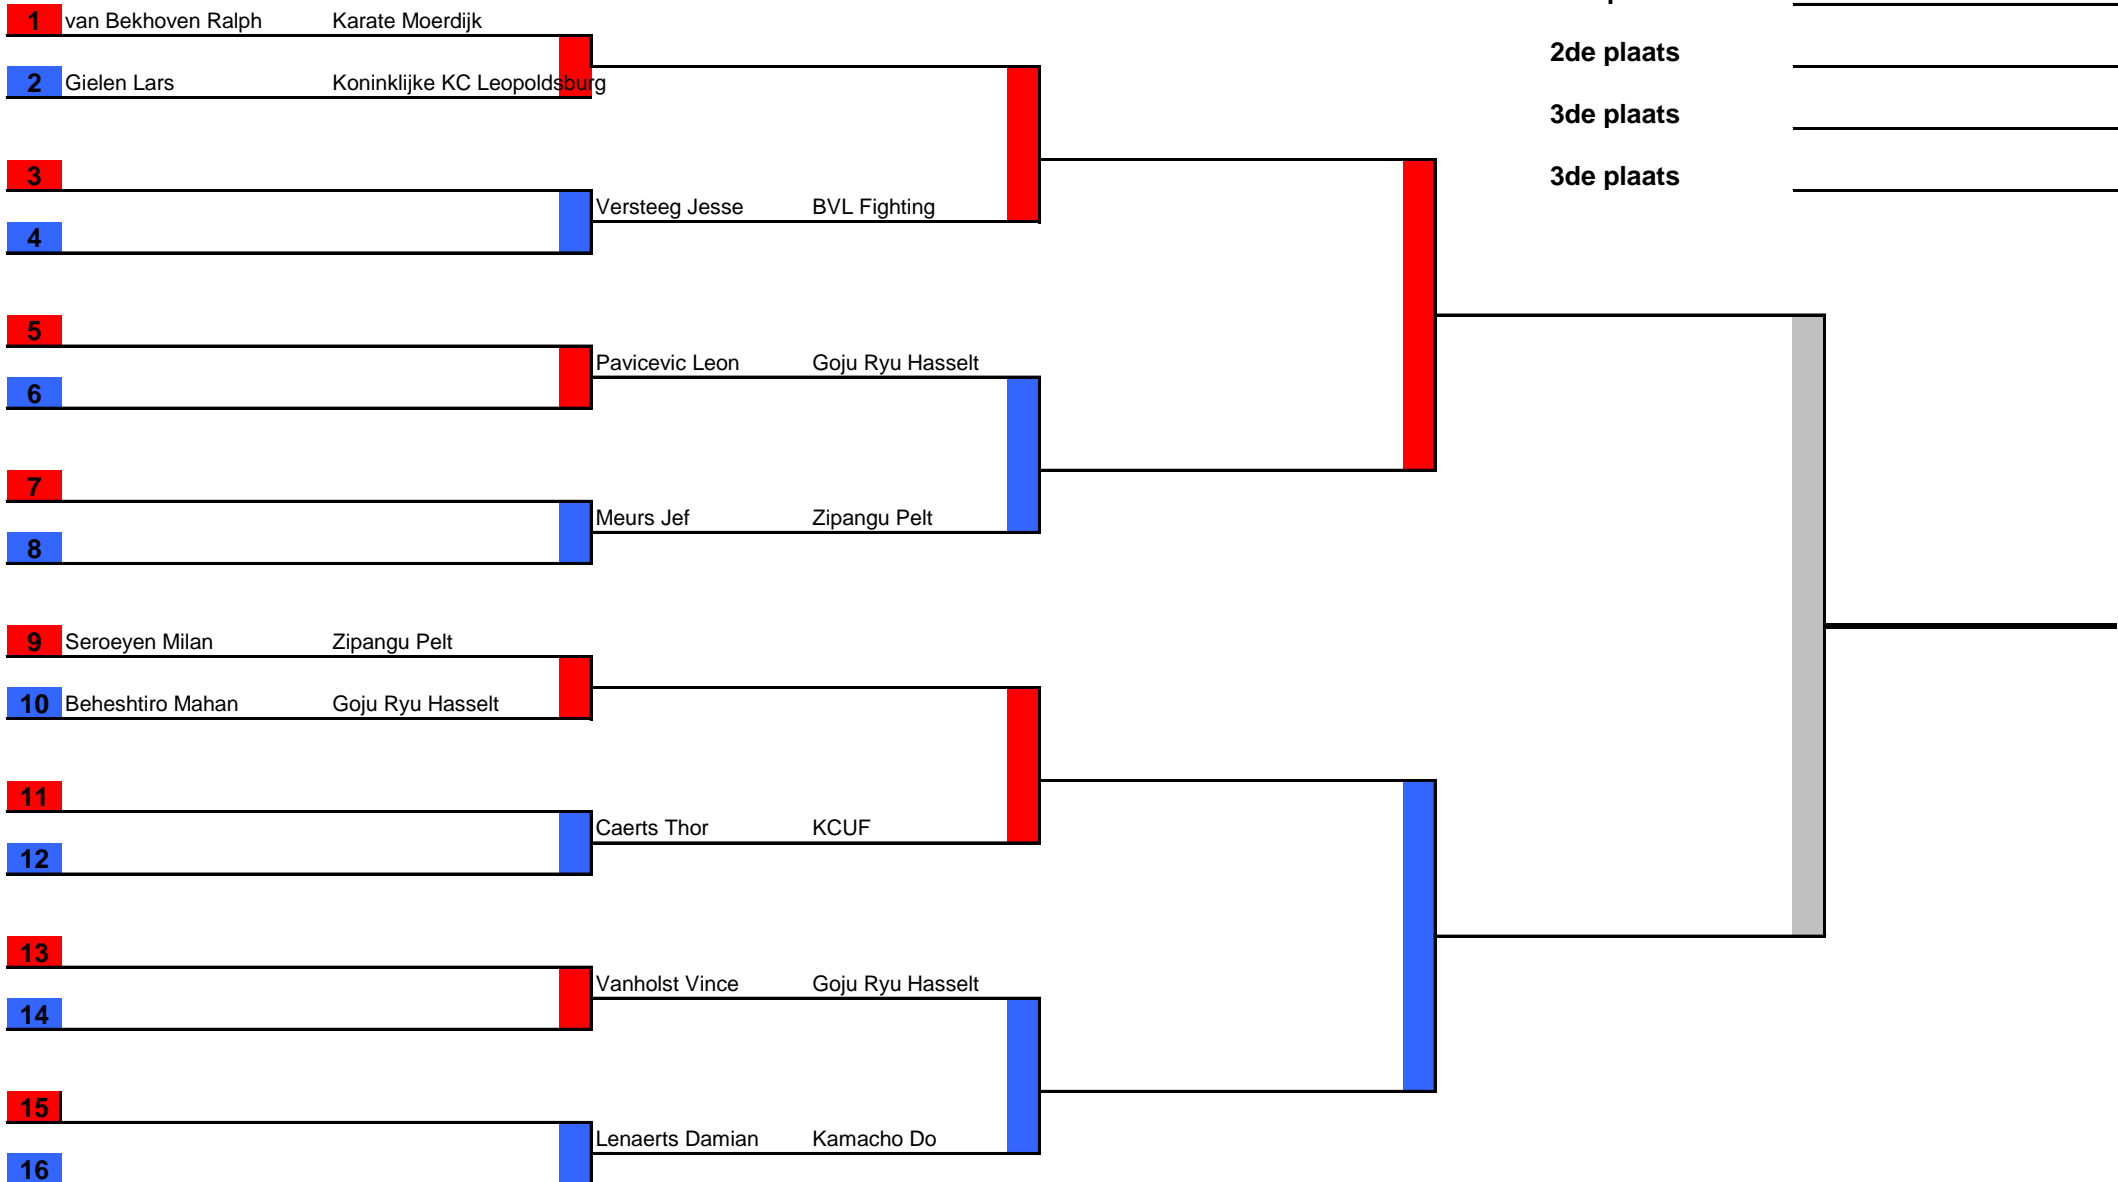 1 van Bekhoven Ralph Karate Moerdijk
2de plaats
2 Gielen Lars Koninklijke KC Leopoldsburg
3de plaats
3 3de plaats
Versteeg Jesse BVL Fighting
4
5
Pavicevic Leon Goju Ryu Hasselt
6
7
Meurs Jef Zipangu Pelt
8
9 Seroeyen Milan Zipangu Pelt
10 Beheshtiro Mahan Goju Ryu Hasselt
11
Caerts Thor KCUF
12
13
Vanholst Vince Goju Ryu Hasselt
14
15
Lenaerts Damian Kamacho Do
16